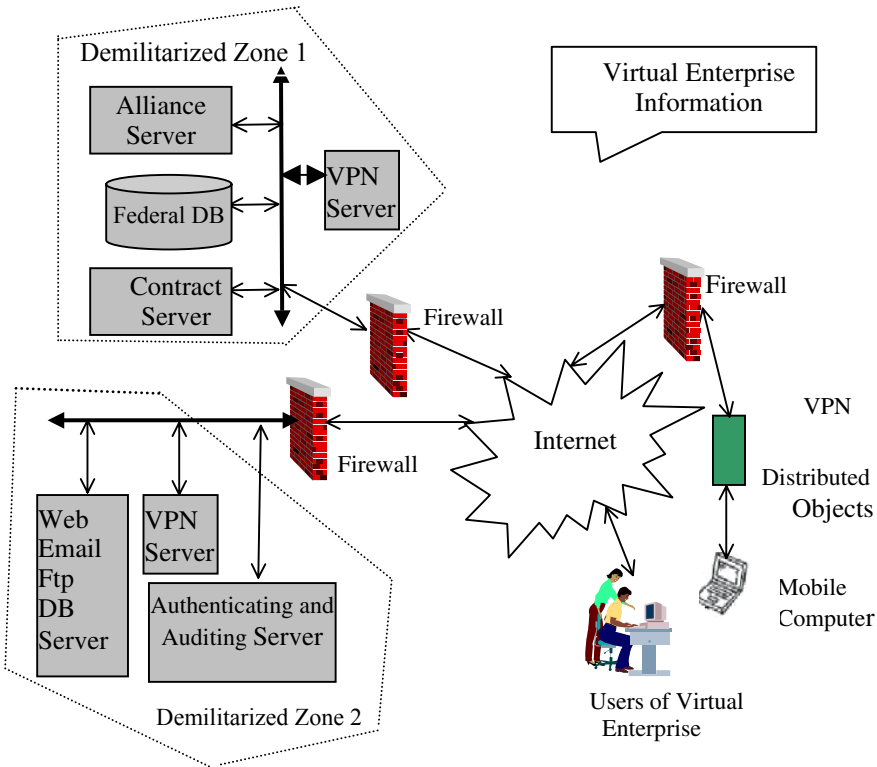 Demilitarized Zone 1
Virtual Enterprise
Information
Alliance
Server
VPN
Server
Federal DB
Contract
Server
Firewall
Firewall
Firewall
Internet
VPN
Distributed
Objects
Mobile
Computer
Web
Email
Ftp
DB
Server
VPN
Server
Authenticating and
Auditing Server
Demilitarized Zone 2
Users of Virtual
Enterprise